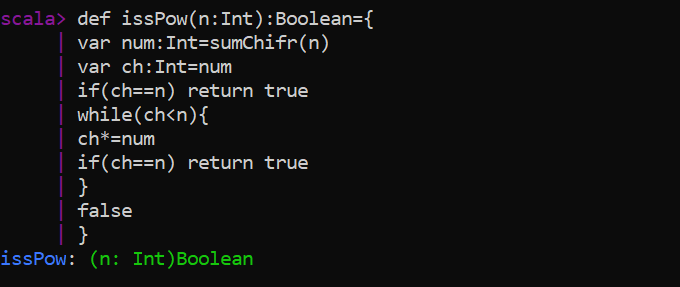 scala> def issPow(n:Int):Boolean={
| var num:Int=sumChifr(n)
| var ch:Int=num
| if(ch==n) return true
| while(ch<n){
| ch*=num
| if(ch==n) return true
| }
| false
| }
issPow: (n: Int)Boolean